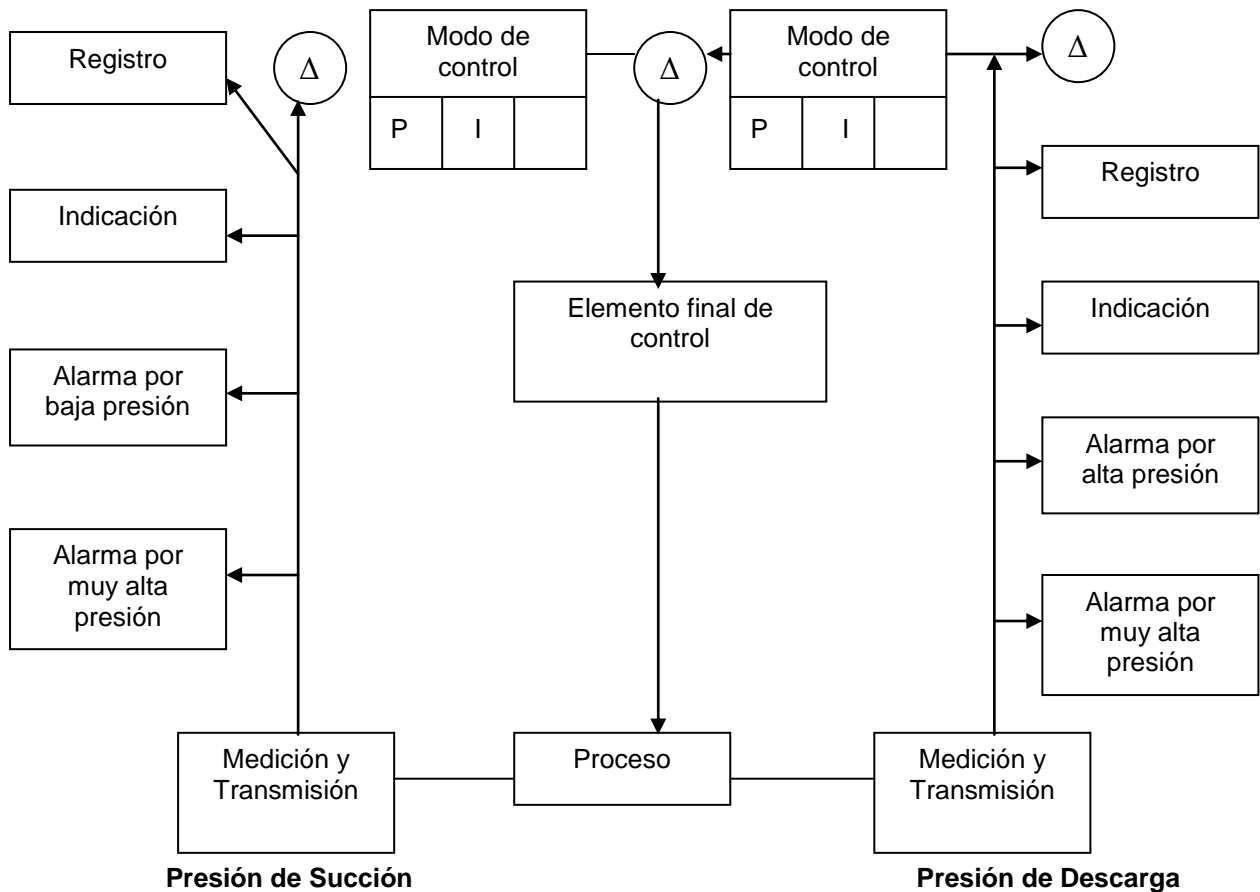 Registro
Δ
Modo de
control
P
I
Δ
Modo de
control
P
I
Δ
Indicación
Alarma por
baja presión
Alarma por
muy alta
presión
Elemento final de
control
Registro
Indicación
Alarma por
alta presión
Alarma por
muy alta
presión
Medición y
Transmisión
Proceso
Medición y
Transmisión
Presión de Succión
Presión de Descarga